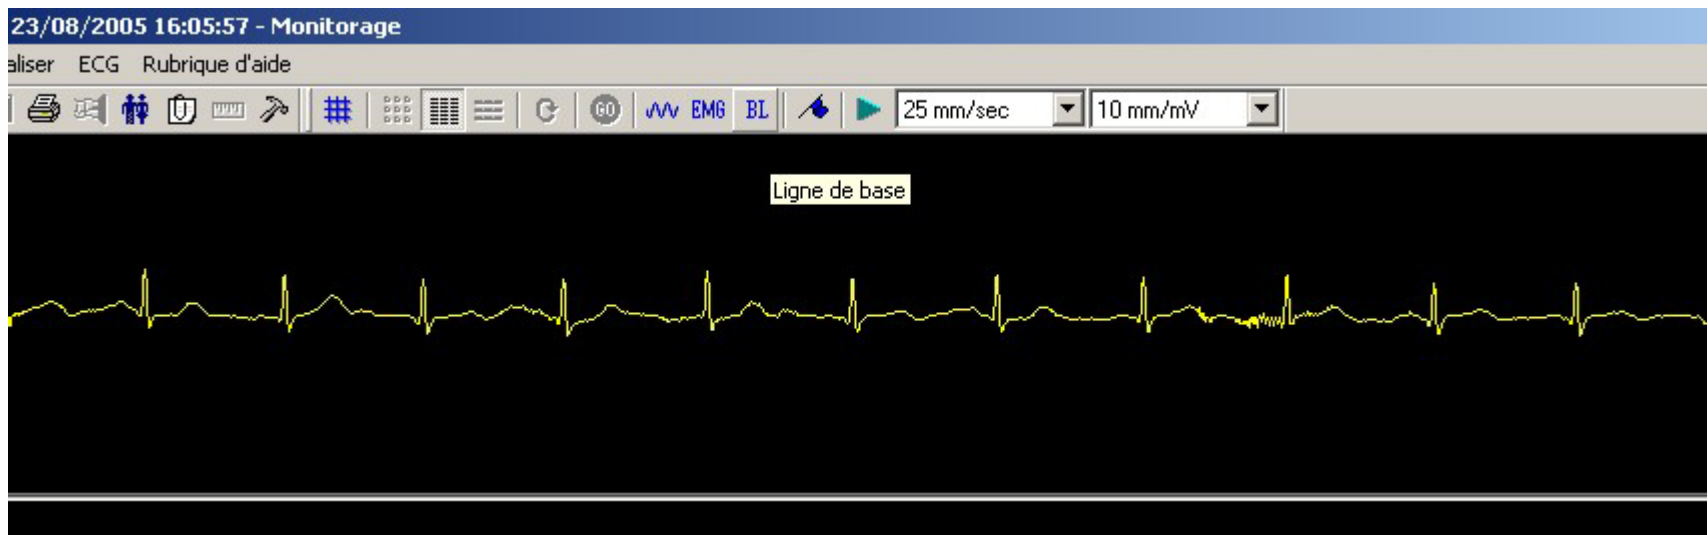 23/08/2005 16:05:57 - Monitorage
aliser ECG Rubrique d'aide
GO EMG BL 25 mm/sec 10 mm/mV
Ligne de base